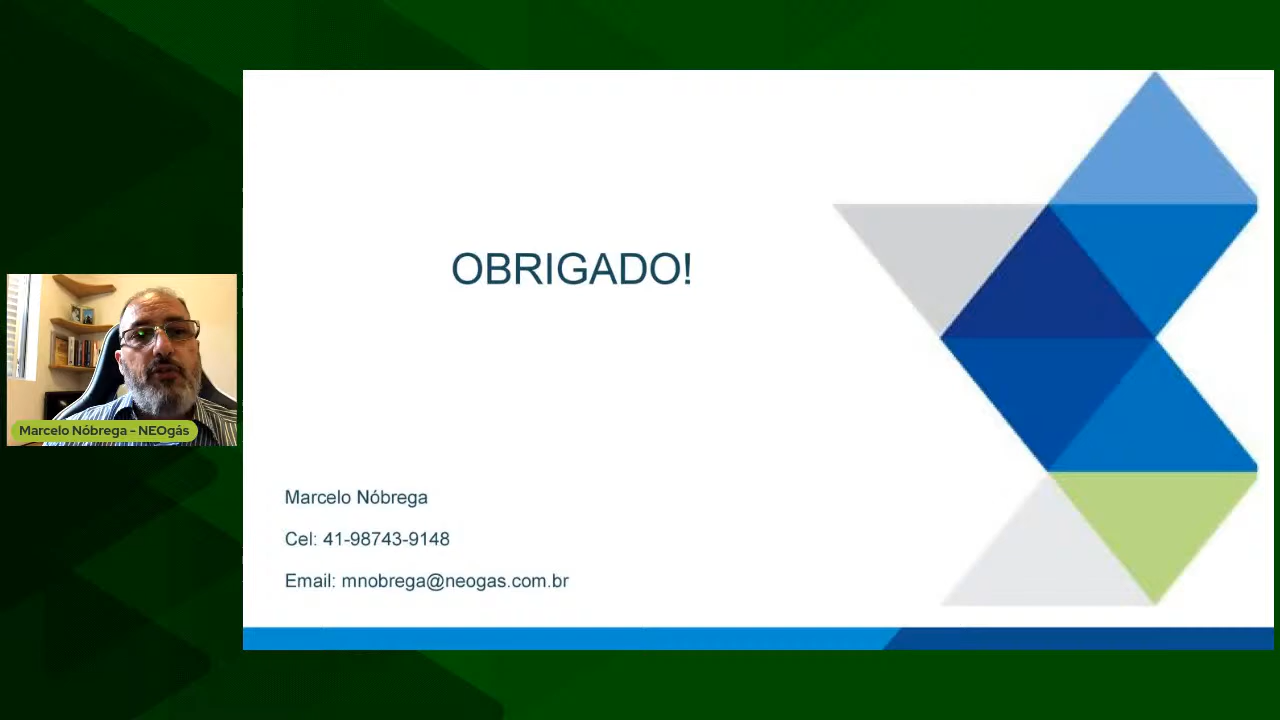 OBRIGADO!
Marcelo Nóbrega - NEOgás
Marcelo Nóbrega
Cel: 41-98743-9148
Email: mnobrega@neogas.com.br